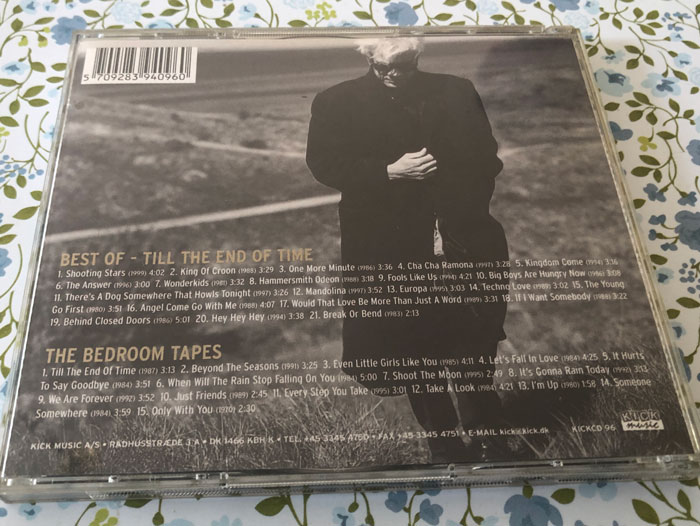 5 709283 940960
BEST OF - TILL THE END OF TIME
1. Shooting Stars (1999) 4:02 2. King Of Croon (1988) 3:29 3. One More Minute (1986) 3:36 4. Cha Cha Ramona (1997) 3:28 5. Kingdom Come (1994) 3:16
6. The Answer (1996) 3:00 7. Wonderkids (1981) 3:32 8. Hammersmith Odeon (1988) 3:18 9. Fools Like Us (1994) 4:21 10. Big Boys Are Hungry Now (1986) 3:08
11. There's A Dog Somewhere That Howls Tonight (1997) 3:26 12. Mandolina (1997) 3:52 13. Europa (1995) 3:03 14. Techno Love (1989) 3:02 15. The Young
Go First (1980) 3:51 16. Angel Come Go With Me (1988) 4:07 17. Would That Love Be More Than Just A Word (1989) 3:31 18. If I Want Somebody (1989) 3:22
19. Behind Closed Doors (1986) 5:01 20. Hey Hey Hey (1994) 3:38 21. Break Or Bend (1983) 2:13
THE BEDROOM TAPES
1. Till The End Of Time (1987) 3:13 2. Beyond The Seasons (1991) 3:25 3. Even Little Girls Like You (1985) 4:11 4. Let's Fall In Love (1984) 4:25 5. It Hurts
To Say Goodbye (1984) 3:51 6. When Will The Rain Stop Falling On You (1984) 5:00 7. Shoot The Moon (1995) 2:49 8. It's Gonna Rain Today (1992) 3:53
9. We Are Forever (1992) 3:52 10. Just Friends (1989) 2:45 11. Every Step You Take (1995) 3:01 12. Take A Look (1984) 4:21 13. I'm Up (1980) 1:58 14. Someone
Somewhere (1984) 3:59 15. Only With You (1970) 2:30
KICK MUSIC A/S • RÅDHUSSTRÆDE 3 A • DK 1466 KBH K • TEL. +45 3345 4750 • FAX +45 3345 4751 • E-MAIL kick@kick.dk
KICKCD 96
KICK
music